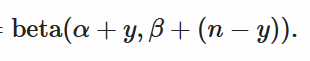 = beta(α + y, β + (n − y)).